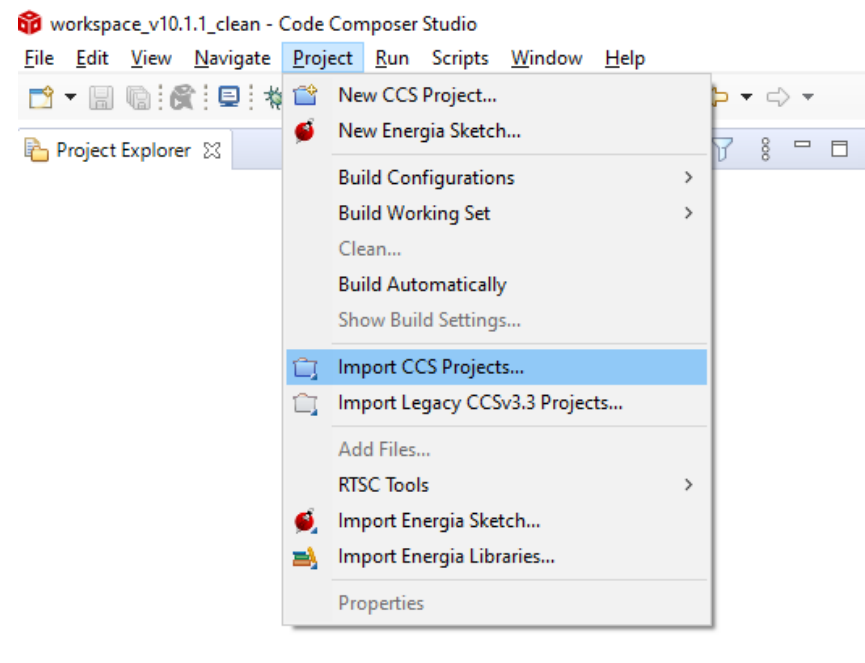 workspace_v10.1.1_clean - Code Composer Studio
File Edit View Navigate Project Run Scripts Window Help
Project Explorer
New CCS Project...
New Energia Sketch...
Build Configurations
Build Working Set
Clean...
Build Automatically
Show Build Settings...
Import CCS Projects...
Import Legacy CCSv3.3 Projects...
Add Files...
RTSC Tools
Import Energia Sketch...
Import Energia Libraries...
Properties